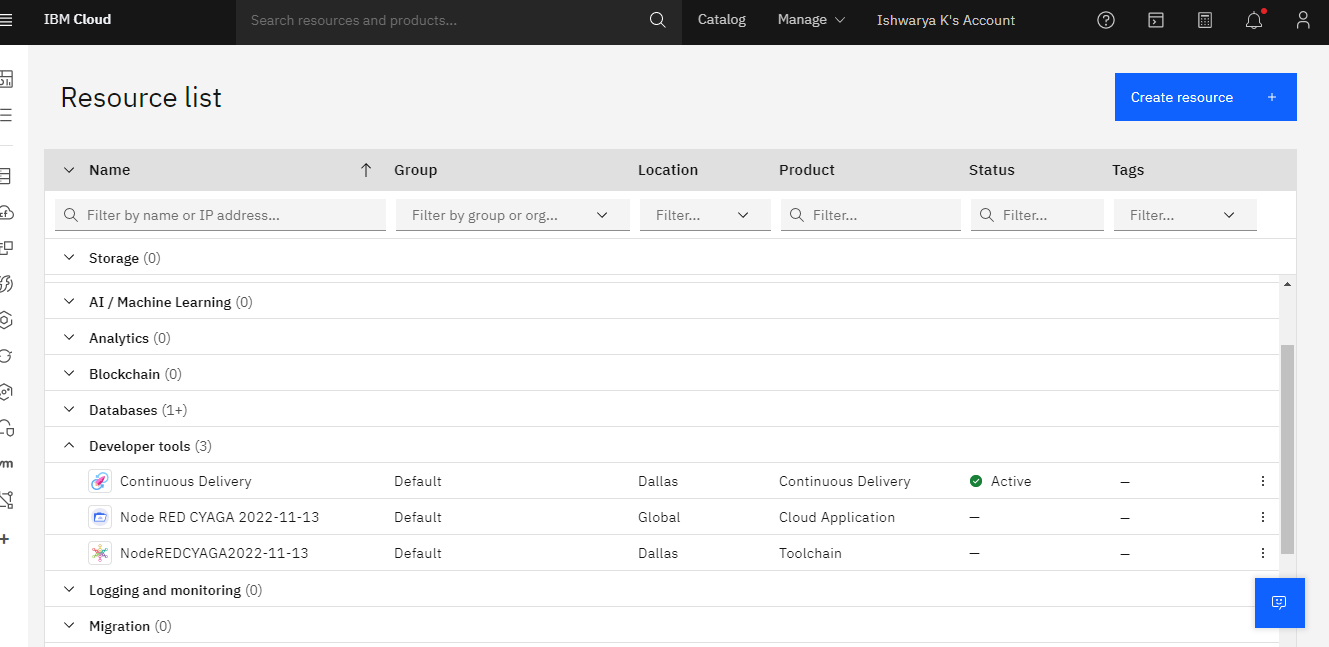 IBM Cloud Search resources and products... Catalog Manage Ishwarya K's Account
Resource list
Create resource +
Name Group Location Product Status Tags
Filter by name or IP address... Filter by group or org... Filter... Filter... Filter... Filter...
Storage (0)
AI / Machine Learning (0)
Analytics (0)
Blockchain (0)
Databases (1+)
Developer tools (3)
Continuous Delivery Default Dallas Continuous Delivery Active –
Node RED CYAGA 2022-11-13 Default Global Cloud Application — –
NodeREDCYAGA2022-11-13 Default Dallas Toolchain — –
Logging and monitoring (0)
Migration (0)